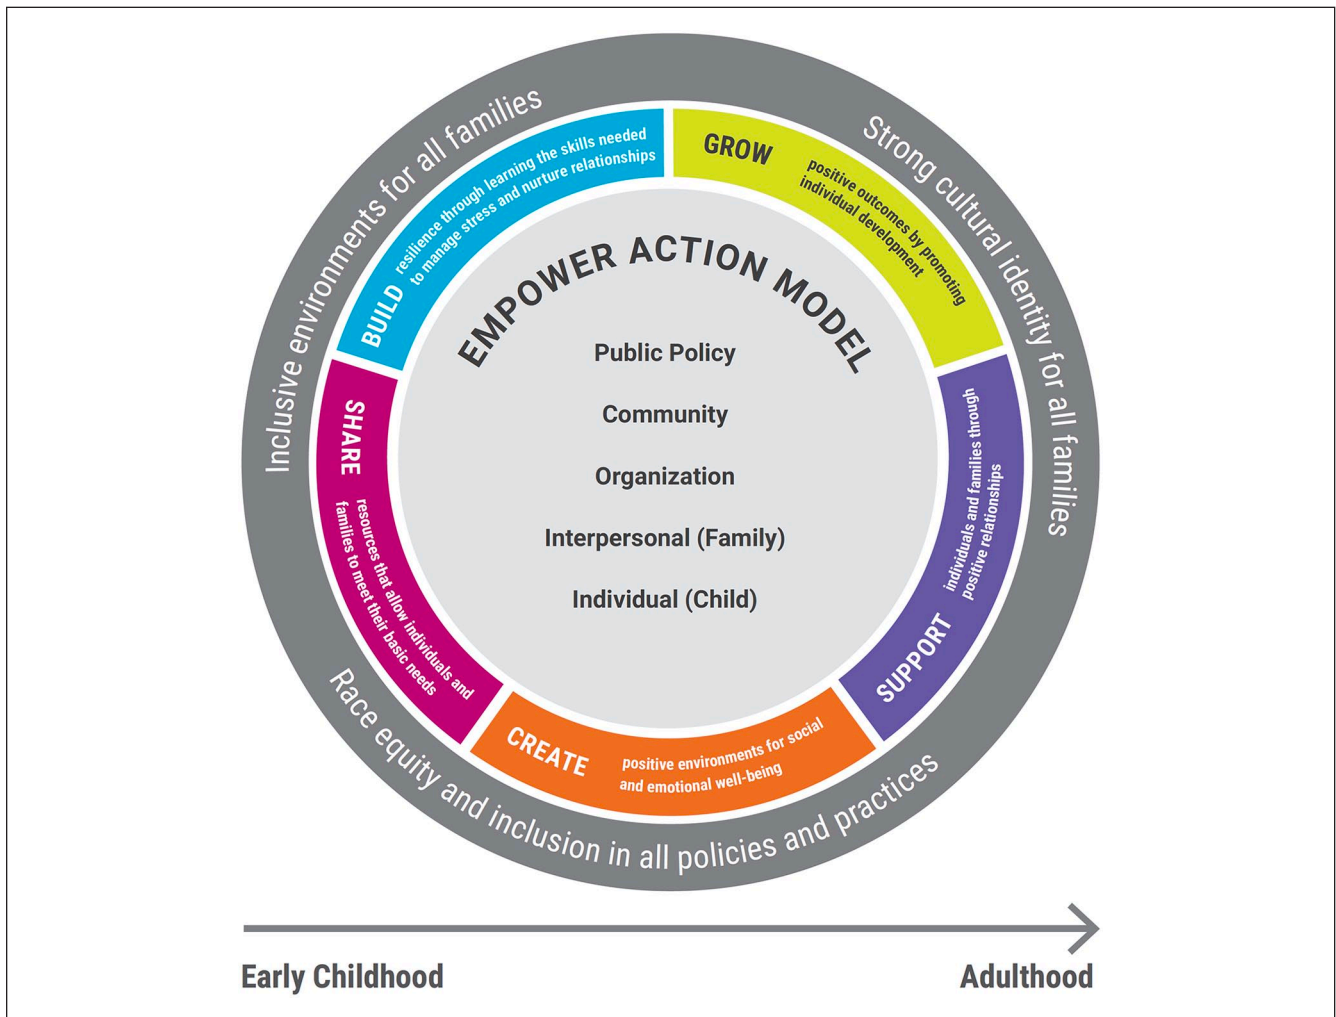 Inclusive environments for all families
Strong cultural identity for all families
Race equity and inclusion in all policies and practices
BUILD
resilience through learning the skills needed
to manage stress and nurture relationships
GROW
positive outcomes by promoting
individual development
SUPPORT
individuals and families through
positive relationships
CREATE
positive environments for social
and emotional well-being
SHARE
resources that allow individuals and
families to meet their basic needs
EMPOWER ACTION MODEL
Public Policy
Community
Organization
Interpersonal (Family)
Individual (Child)
Early Childhood
Adulthood